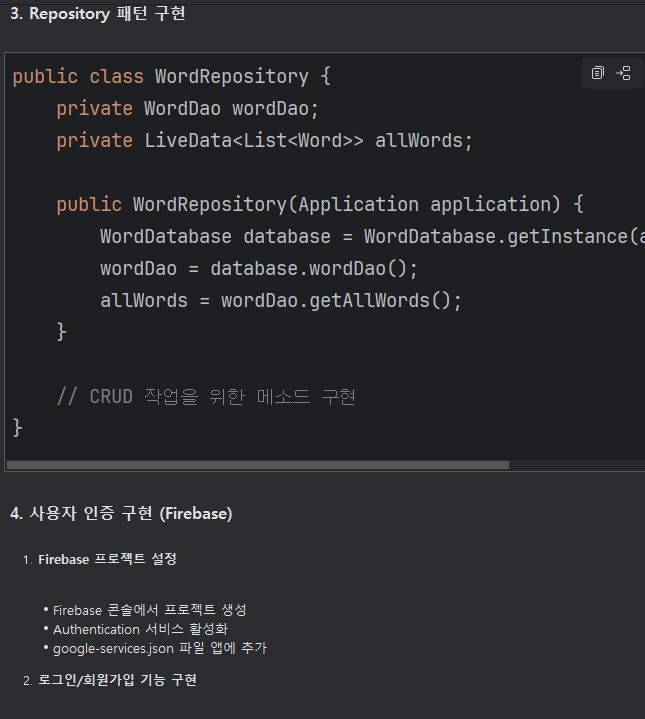 3. Repository 패턴 구현
public class WordRepository {
    private WordDao wordDao;
    private LiveData<List<Word>> allWords;
    public WordRepository(Application application) {
        WordDatabase database = WordDatabase.getInstance(a
        wordDao = database.wordDao();
        allWords = wordDao.getAllWords();
    }
    // CRUD 작업을 위한 메소드 구현
}
4. 사용자 인증 구현 (Firebase)
1. Firebase 프로젝트 설정
• Firebase 콘솔에서 프로젝트 생성
• Authentication 서비스 활성화
• google-services.json 파일 앱에 추가
2. 로그인/회원가입 기능 구현